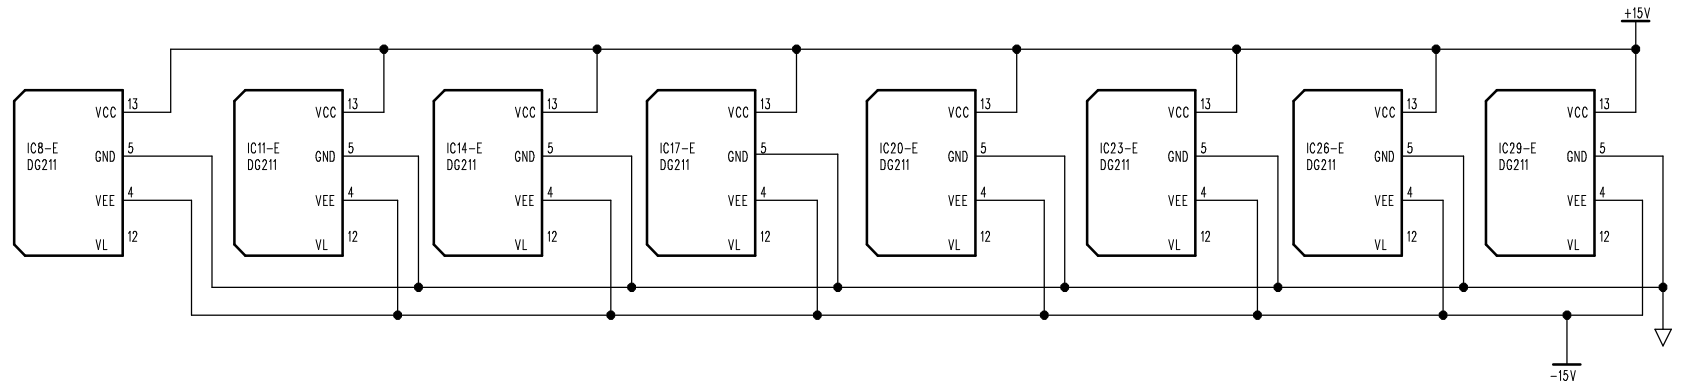 +15V
VCC 13
IC8-E
DG211
GND 5
VEE 4
VL 12
VCC 13
IC11-E
DG211
GND 5
VEE 4
VL 12
VCC 13
IC14-E
DG211
GND 5
VEE 4
VL 12
VCC 13
IC17-E
DG211
GND 5
VEE 4
VL 12
VCC 13
IC20-E
DG211
GND 5
VEE 4
VL 12
VCC 13
IC23-E
DG211
GND 5
VEE 4
VL 12
VCC 13
IC26-E
DG211
GND 5
VEE 4
VL 12
VCC 13
IC29-E
DG211
GND 5
VEE 4
VL 12
-15V